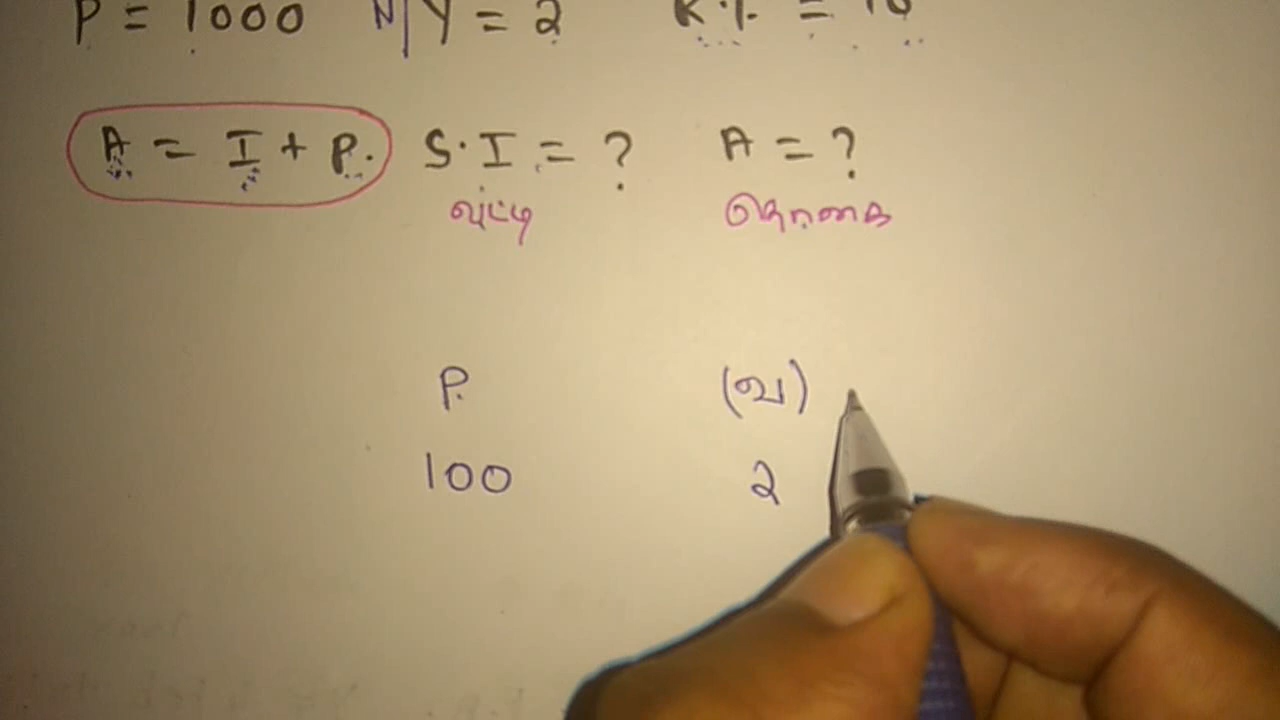 P = 1000 N/Y = 2 R.% = 10
A = I + P. S.I = ? A = ?
வட்டி தொகை
P. (வ)
100 2